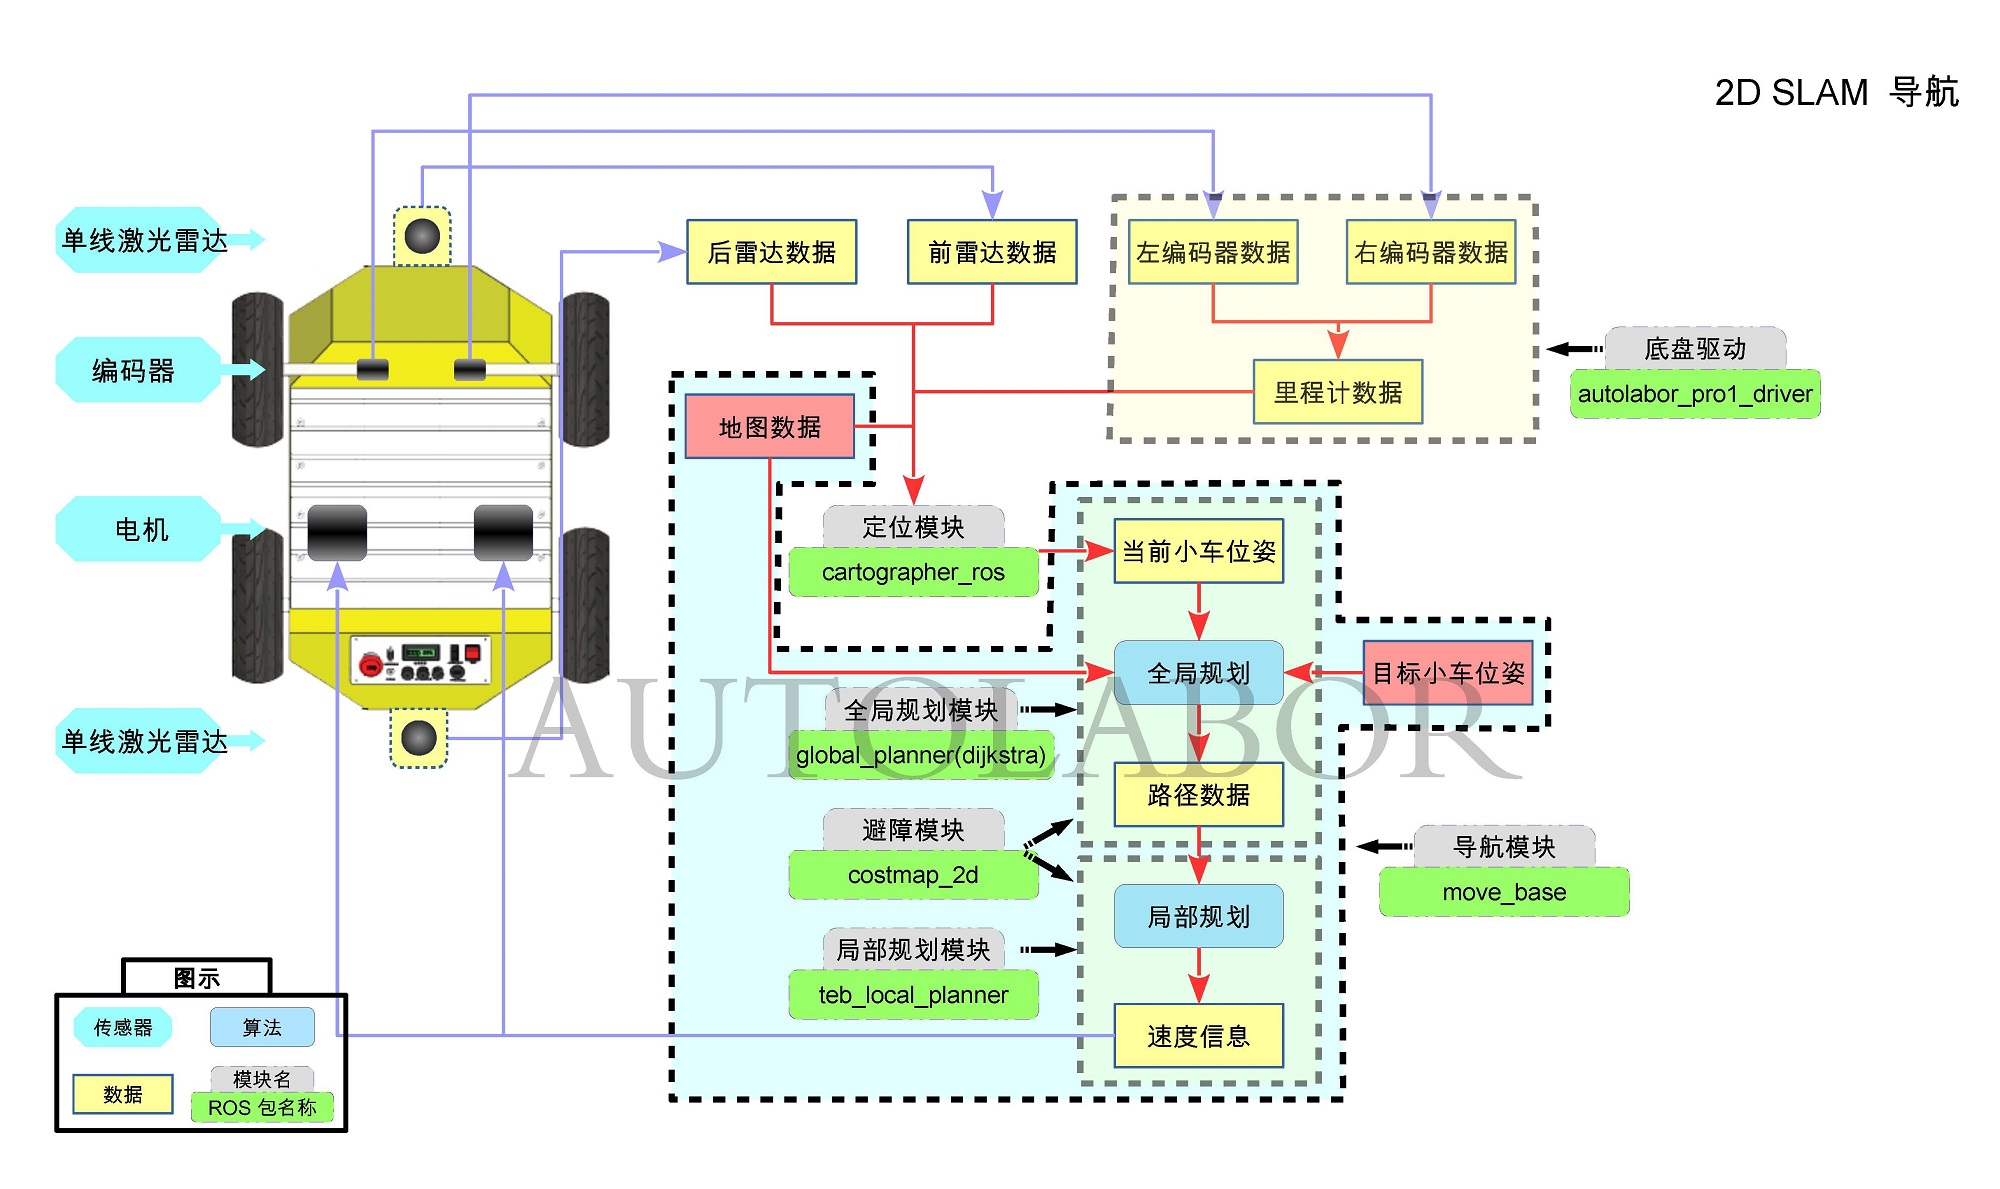 2D SLAM 导航
单线激光雷达
编码器
电机
单线激光雷达
后雷达数据
前雷达数据
左编码器数据
右编码器数据
里程计数据
底盘驱动
autolabor_pro1_driver
地图数据
定位模块
cartographer_ros
当前小车位姿
全局规划
目标小车位姿
AUTOLABOR
全局规划模块
global_planner(dijkstra)
路径数据
避障模块
costmap_2d
导航模块
move_base
局部规划
局部规划模块
teb_local_planner
速度信息
图示
传感器
算法
数据
模块名
ROS 包名称